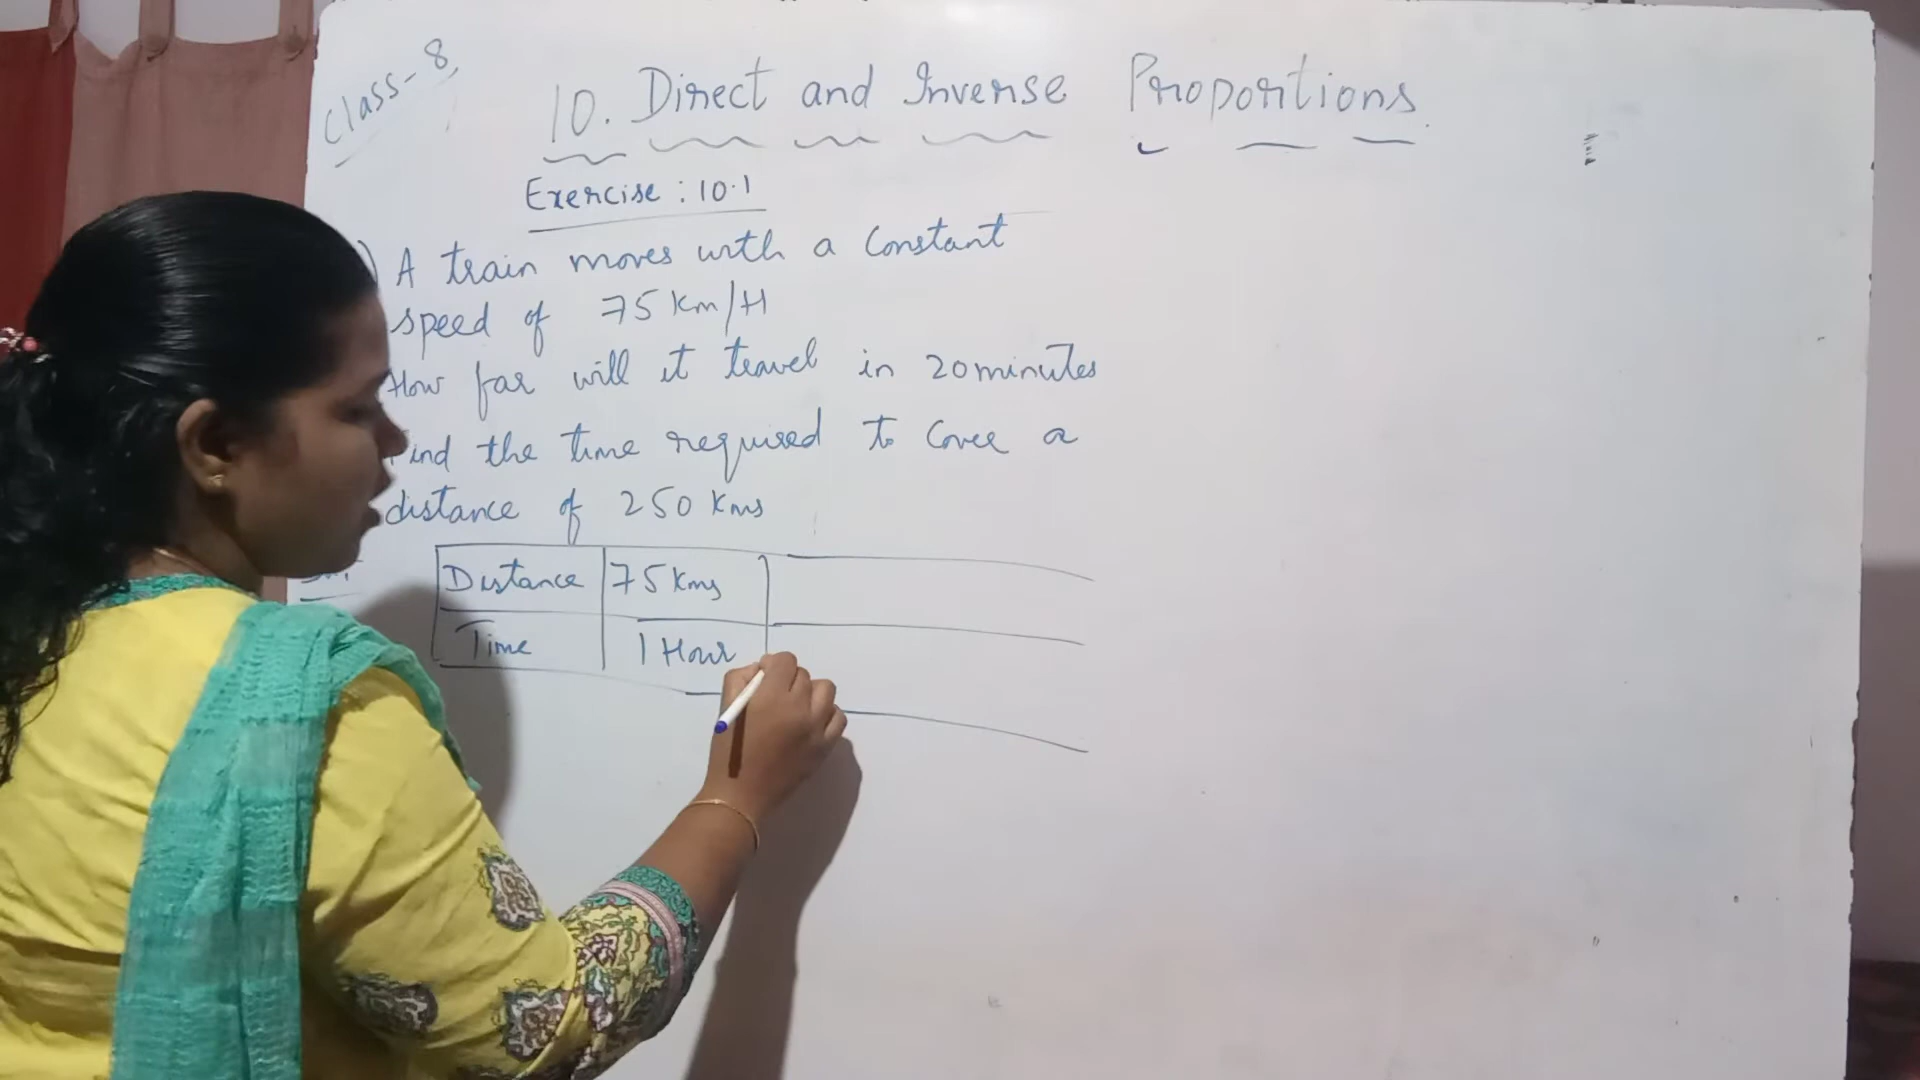 Class-8
10. Direct and Inverse Proportions
Exercise : 10.1
) A train moves with a constant
speed of 75 Km/H
How far will it travel in 20 minutes
ind the time required to cover a
distance of 250 Kms
Distance 75 Kms
Time 1 Hour